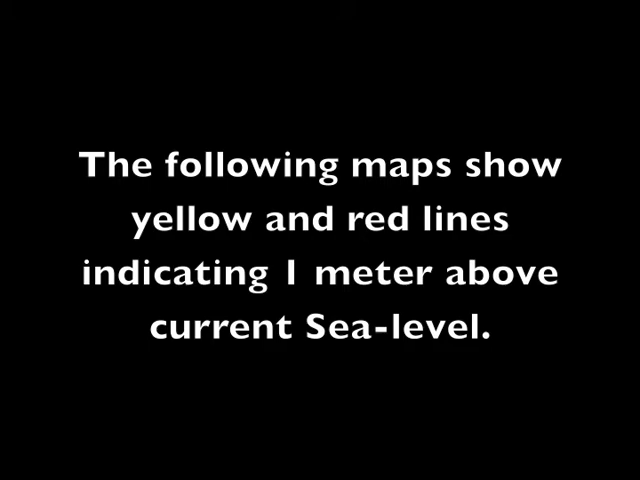 The following maps show
yellow and red lines
indicating 1 meter above
current Sea-level.